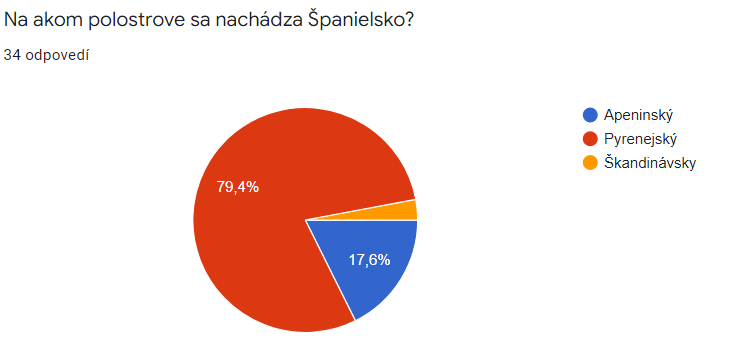 Na akom polostrove sa nachádza Španielsko?
34 odpovedí
Apeninský
Pyrenejský
Škandinávsky
79,4%
17,6%